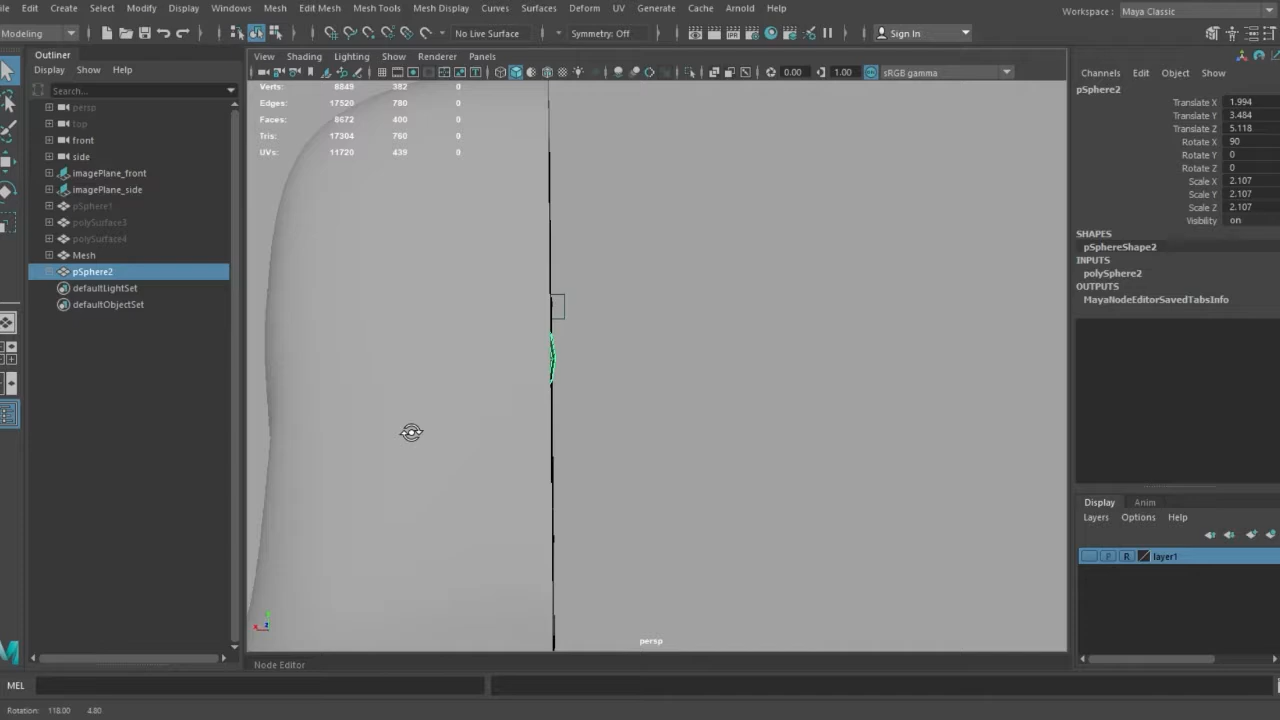 ile Edit Create Select Modify Display Windows Mesh Edit Mesh Mesh Tools Mesh Display Curves Surfaces Deform UV Generate Cache Arnold Help
Workspace : Maya Classic
Modeling No Live Surface Symmetry: Off Sign In
Outliner
Display Show Help
Search...
persp
top
front
side
imagePlane_front
imagePlane_side
pSphere1
polySurface3
polySurface4
Mesh
pSphere2
defaultLightSet
defaultObjectSet
View Shading Lighting Show Renderer Panels
0.00 1.00 sRGB gamma
Verts: 8849 382 0
Edges: 17520 780 0
Faces: 8672 400 0
Tris: 17304 760 0
UVs: 11720 439 0
persp
Node Editor
Channels Edit Object Show
pSphere2
Translate X 1.994
Translate Y 3.484
Translate Z 5.118
Rotate X 90
Rotate Y 0
Rotate Z 0
Scale X 2.107
Scale Y 2.107
Scale Z 2.107
Visibility on
SHAPES
pSphereShape2
INPUTS
polySphere2
OUTPUTS
MayaNodeEditorSavedTabsInfo
Display Anim
Layers Options Help
P R layer1
MEL
Rotation: 118.00 4.80